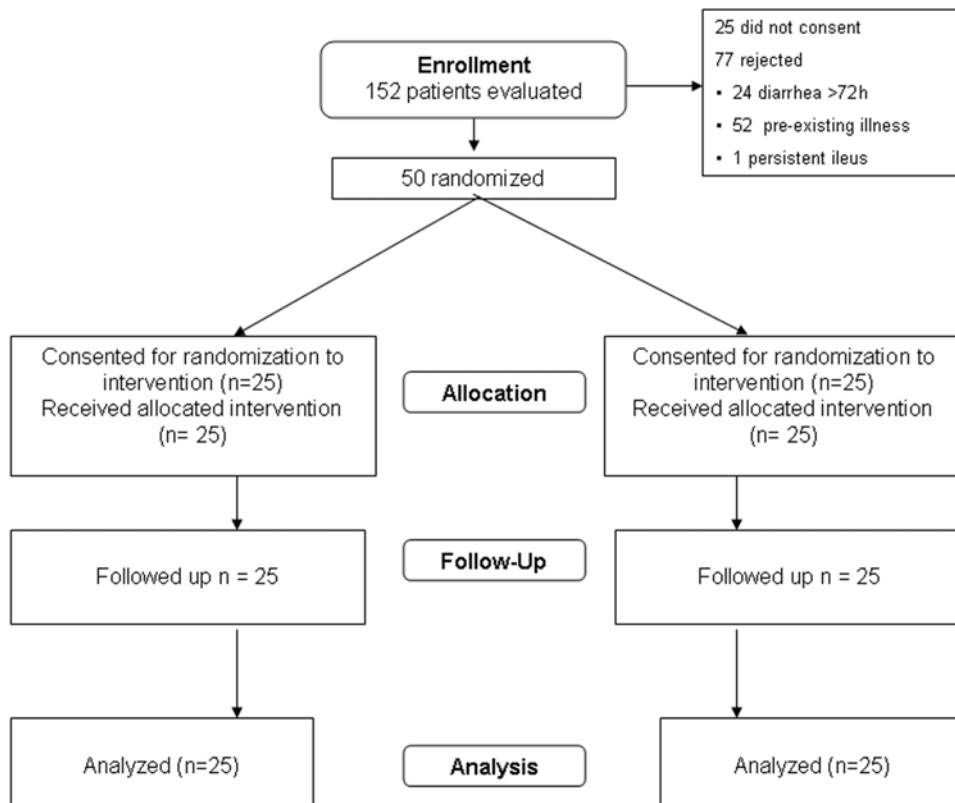 Enrollment
152 patients evaluated
25 did not consent
77 rejected
▪ 24 diarrhea >72h
▪ 52 pre-existing illness
▪ 1 persistent ileus
50 randomized
Consented for randomization to
intervention (n=25)
Received allocated intervention
(n= 25)
Allocation
Consented for randomization to
intervention (n=25)
Received allocated intervention
(n= 25)
Followed up n = 25
Follow-Up
Followed up n = 25
Analyzed (n=25)
Analysis
Analyzed (n=25)